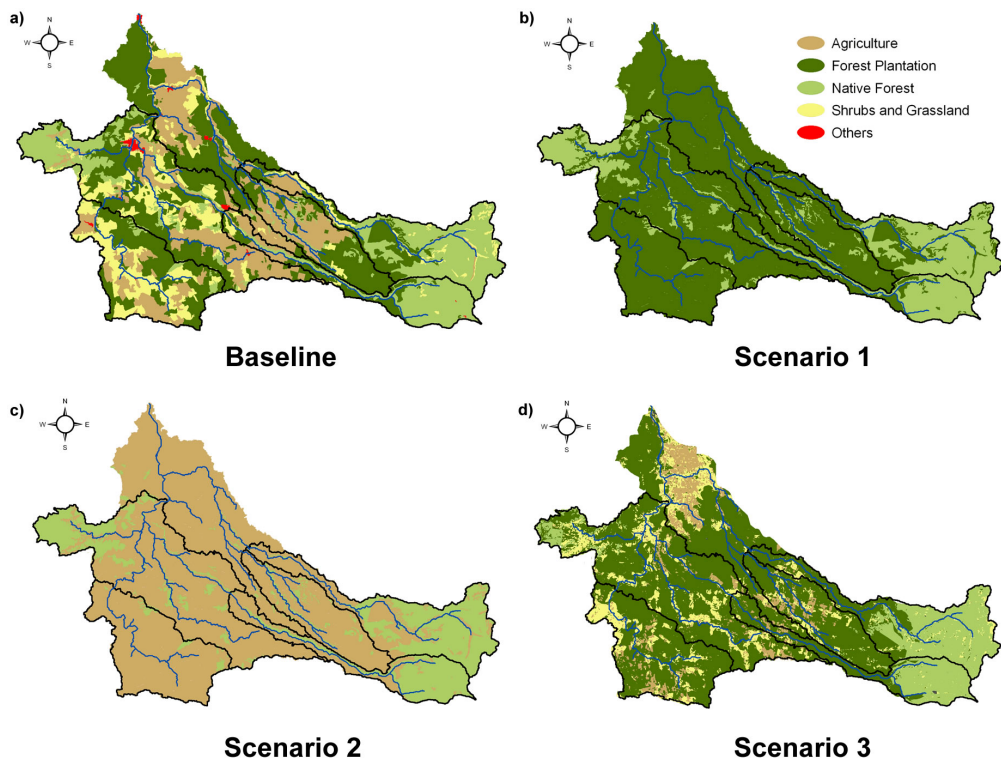 a)
N
W E
S
Baseline
b)
N
W E
S
Agriculture
Forest Plantation
Native Forest
Shrubs and Grassland
Others
Scenario 1
c)
N
W E
S
Scenario 2
d)
N
W E
S
Scenario 3